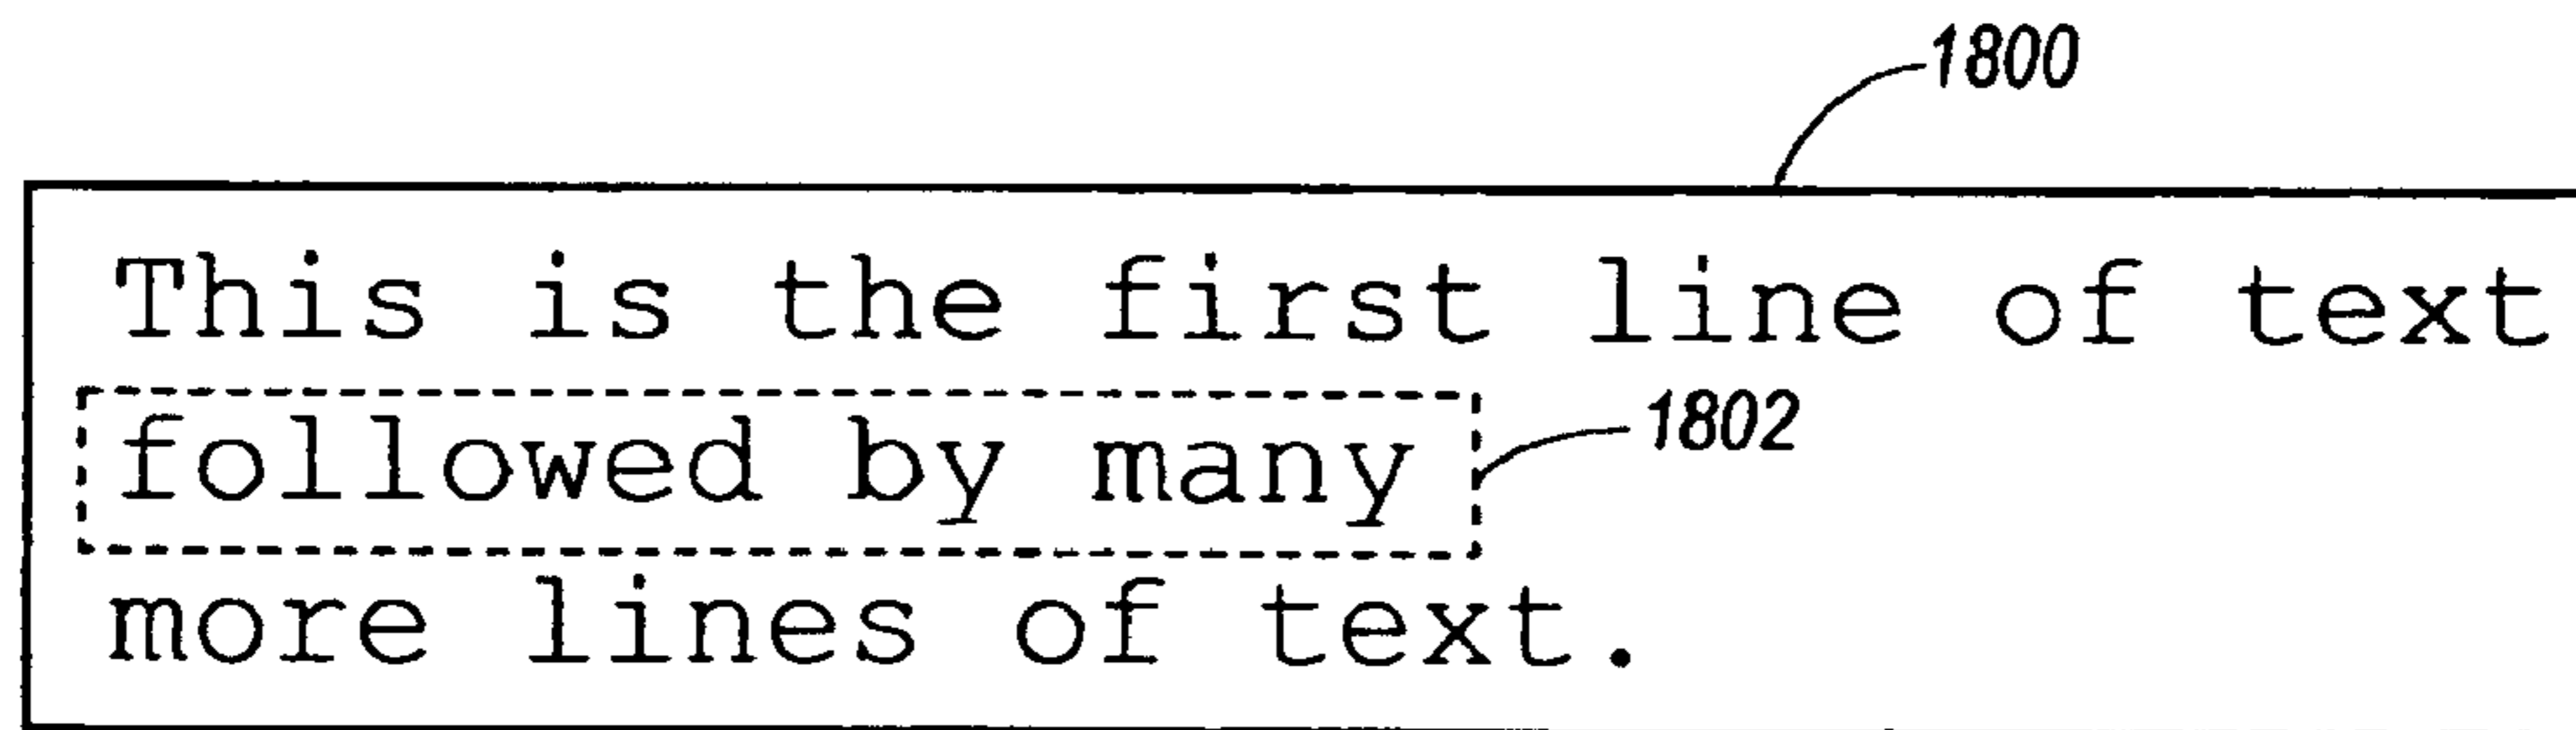 1800
This is the first line of text
followed by many
1802
more lines of text.